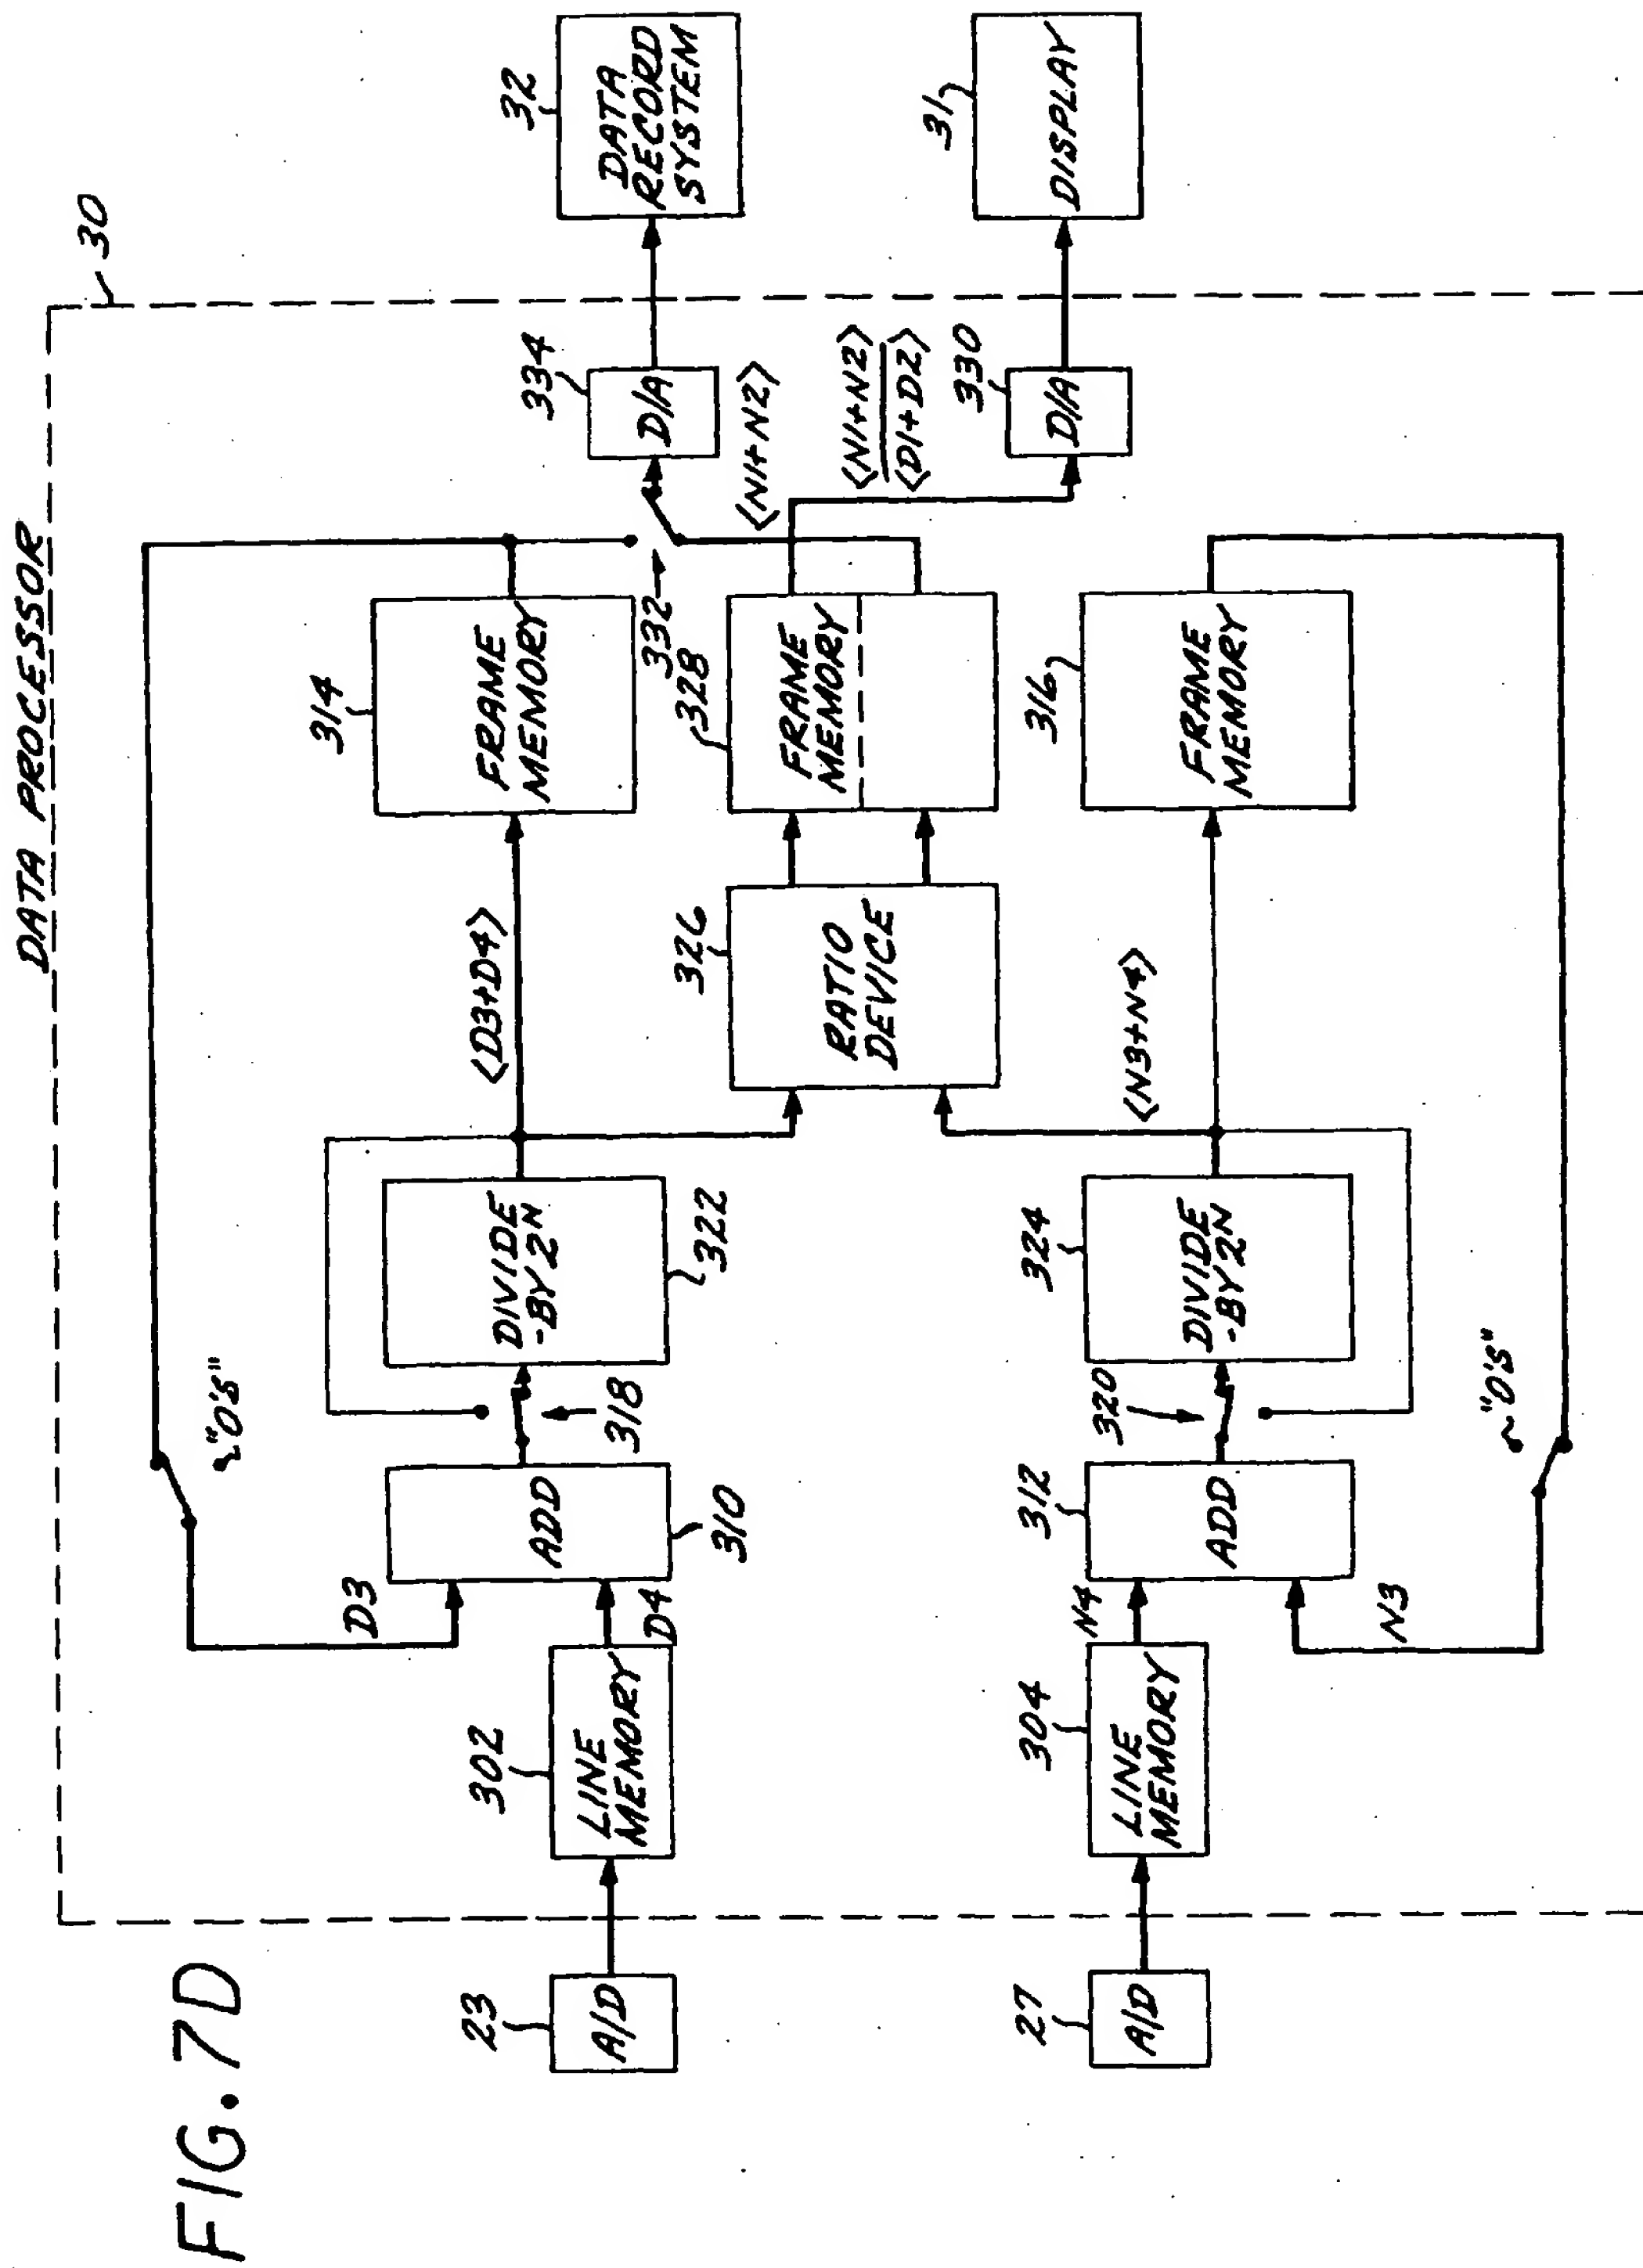 FIG. 7D
DATA PROCESSOR
30
23
A/D
302
LINE
MEMORY
D3
D4
"0'S"
ADD
310
318
DIVIDE
-BY 2N
322
<D3+D4>
314
FRAME
MEMORY
332
334
D/A
32
DATA
RECORD
SYSTEM
326
RATIO
DEVICE
328
FRAME
MEMORY
<N1+N2>
<N1+N2>
<D1+D2>
330
D/A
31
DISPLAY
27
A/D
304
LINE
MEMORY
N4
N3
312
ADD
320
"0'S"
324
DIVIDE
-BY 2N
<N3+N4>
316
FRAME
MEMORY